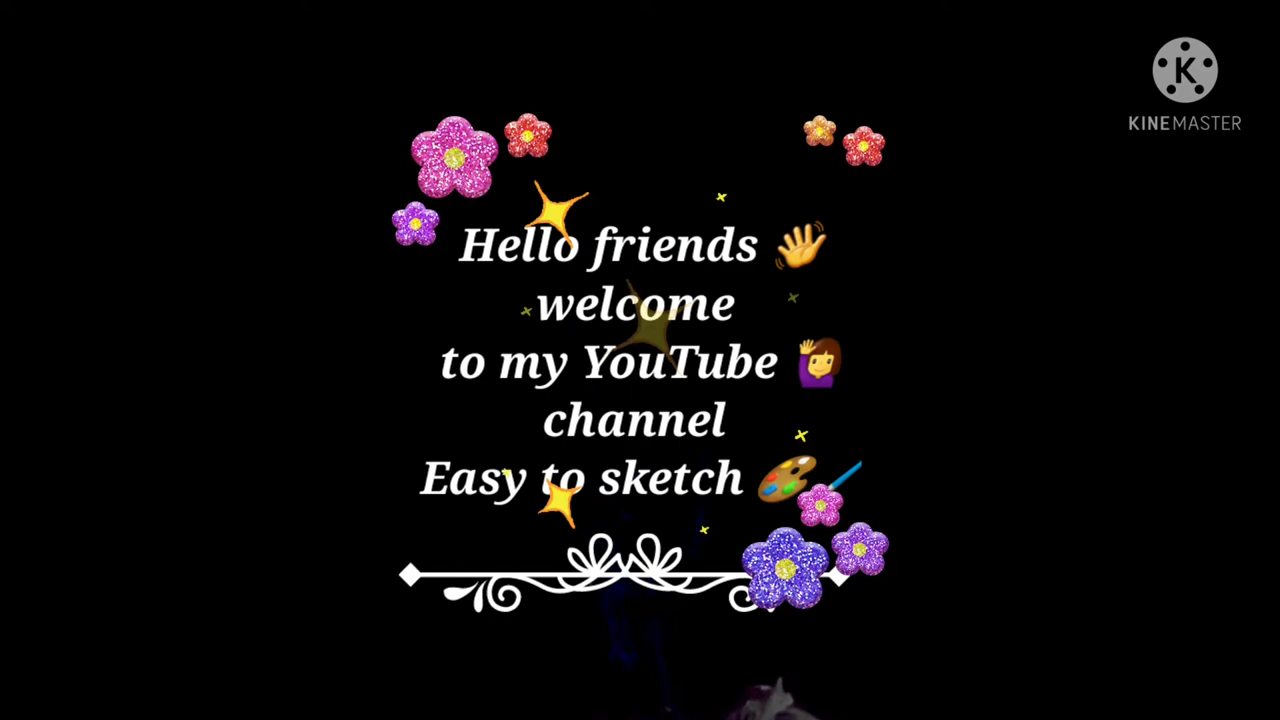 KINEMASTER
Hello friends 👋
welcome
to my YouTube 🙋‍♀️
channel
Easy to sketch 🎨🖌️